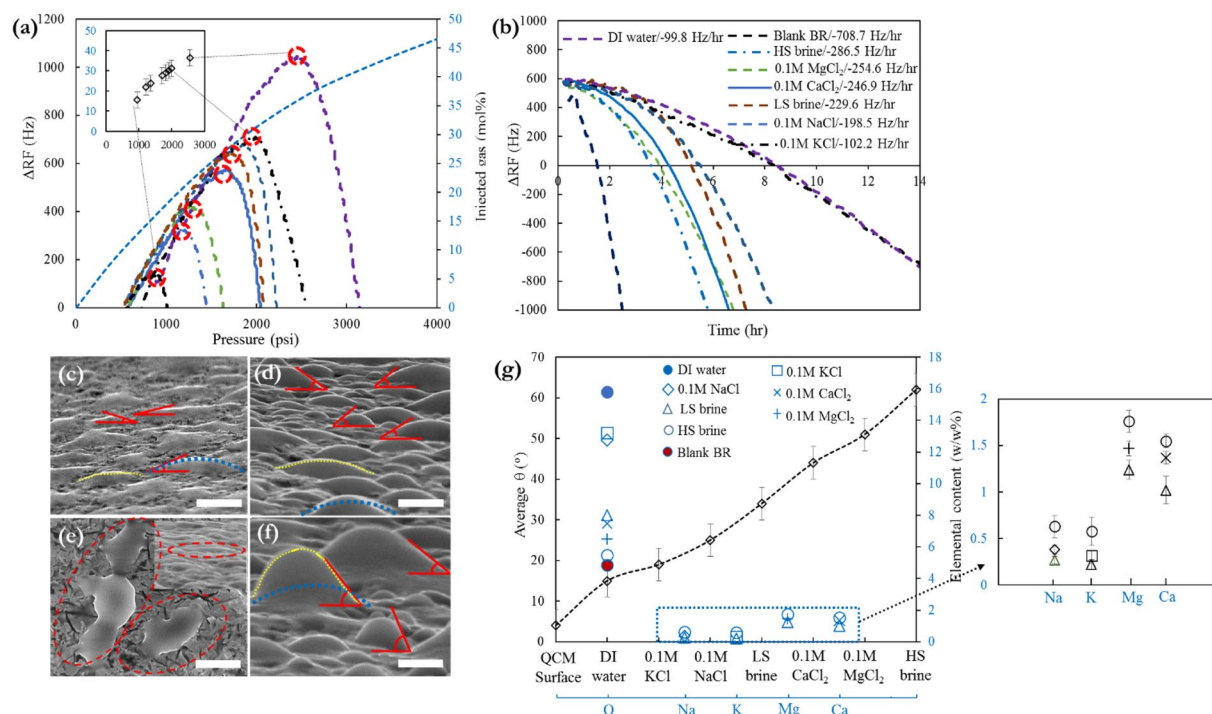 (a)
1200
1000
800
600
400
200
0
ΔRF (Hz)
50
40
30
20
10
0
0 1000 2000 3000
50
45
40
35
30
25
20
15
10
5
0
Injected gas (mol%)
0 1000 2000 3000 4000
Pressure (psi)
(b)
1000
800
600
400
200
0
-200
-400
-600
-800
-1000
ΔRF (Hz)
DI water/-99.8 Hz/hr
Blank BR/-708.7 Hz/hr
HS brine/-286.5 Hz/hr
0.1M MgCl2/-254.6 Hz/hr
0.1M CaCl2/-246.9 Hz/hr
LS brine/-229.6 Hz/hr
0.1M NaCl/-198.5 Hz/hr
0.1M KCl/-102.2 Hz/hr
0 2 4 6 8 10 12 14
Time (hr)
(c)
(d)
(e)
(f)
(g)
70
60
50
40
30
20
10
0
Average θ (°)
DI water
0.1M NaCl
LS brine
HS brine
Blank BR
0.1M KCl
0.1M CaCl2
0.1M MgCl2
18
16
14
12
10
8
6
4
2
0
Elemental content (w/w%)
QCM DI 0.1M 0.1M LS 0.1M 0.1M HS
Surface water KCl NaCl brine CaCl2 MgCl2 brine
O Na K Mg Ca
2
1.5
1
0.5
0
Na K Mg Ca